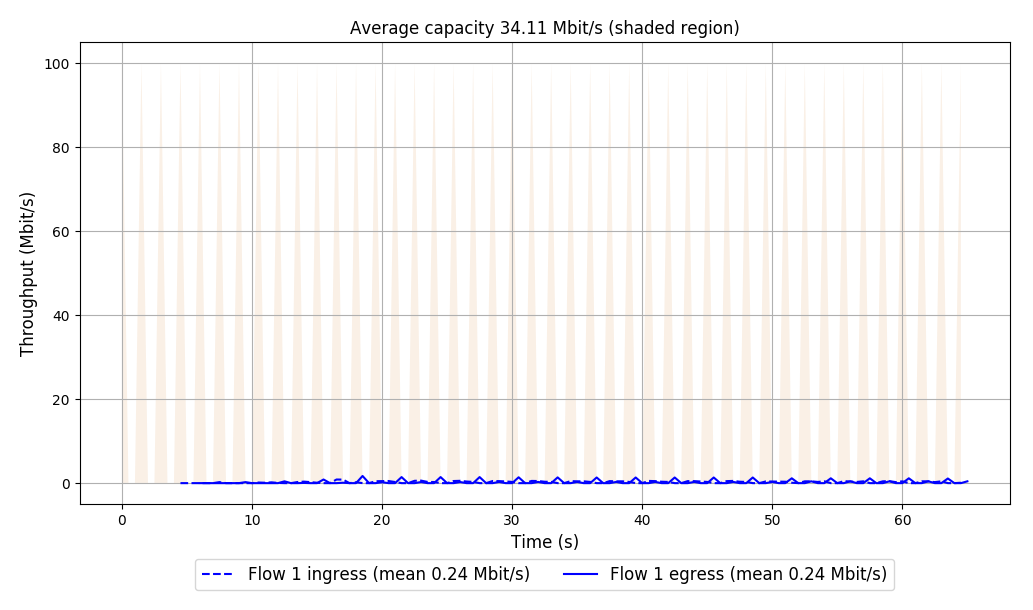 Average capacity 34.11 Mbit/s (shaded region)
100
80
60
40
20
0
Throughput (Mbit/s)
0 10 20 30 40 50 60
Time (s)
Flow 1 ingress (mean 0.24 Mbit/s) Flow 1 egress (mean 0.24 Mbit/s)